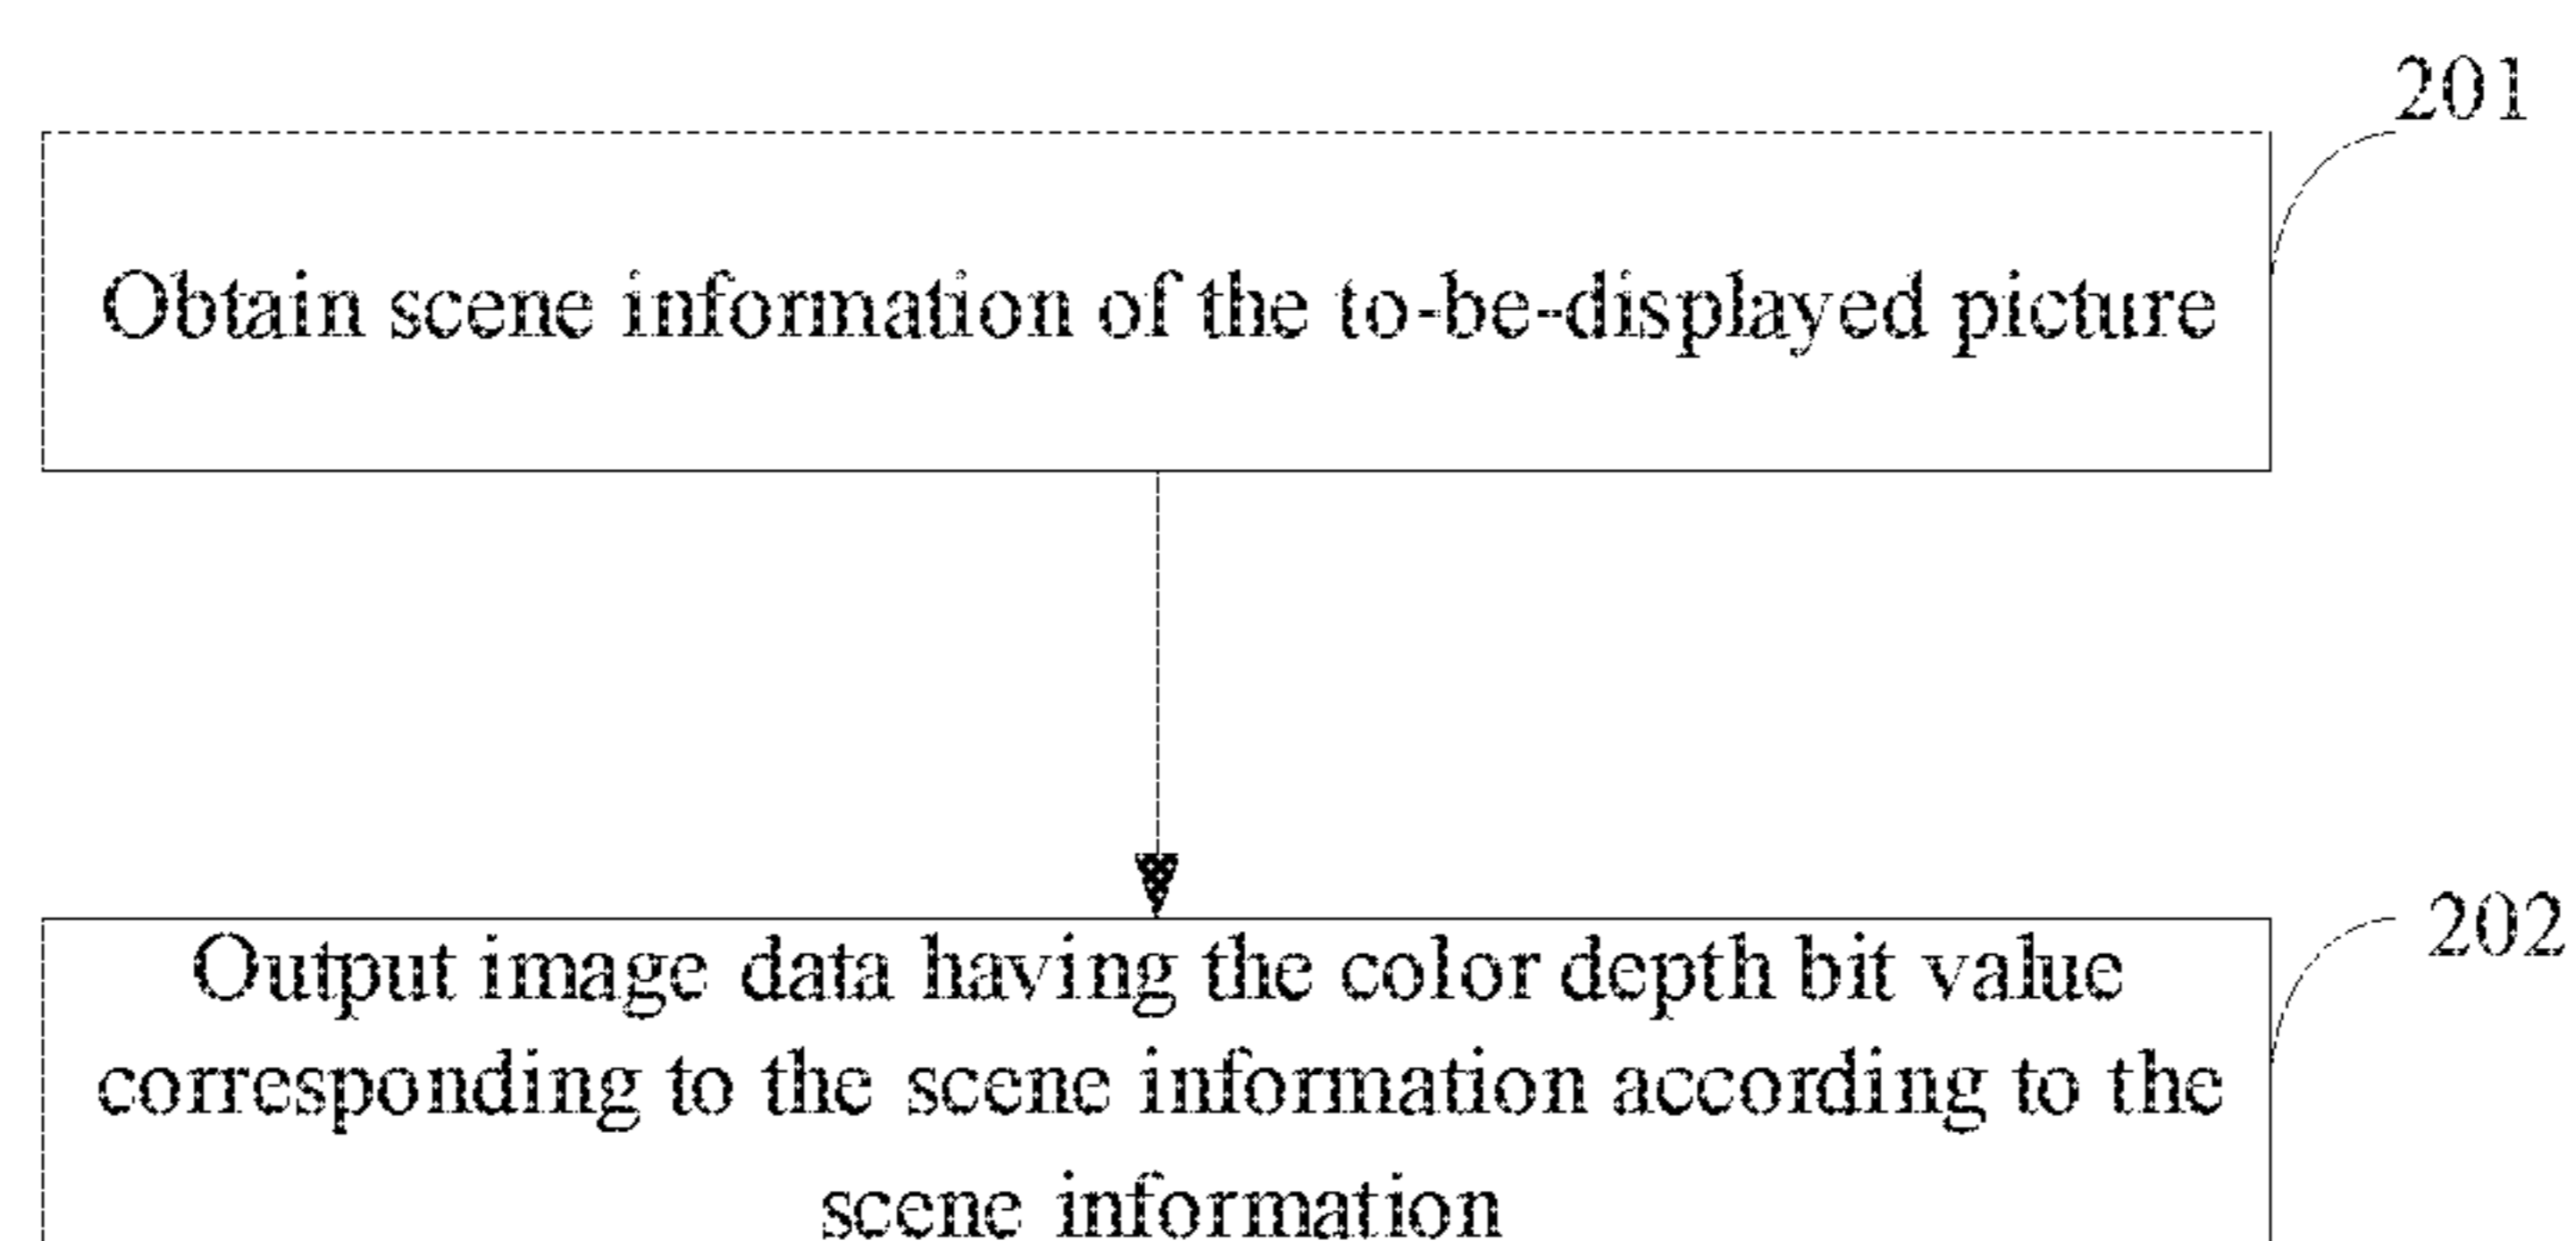 201
Obtain scene information of the to-be-displayed picture
202
Output image data having the color depth bit value
corresponding to the scene information according to the
scene information